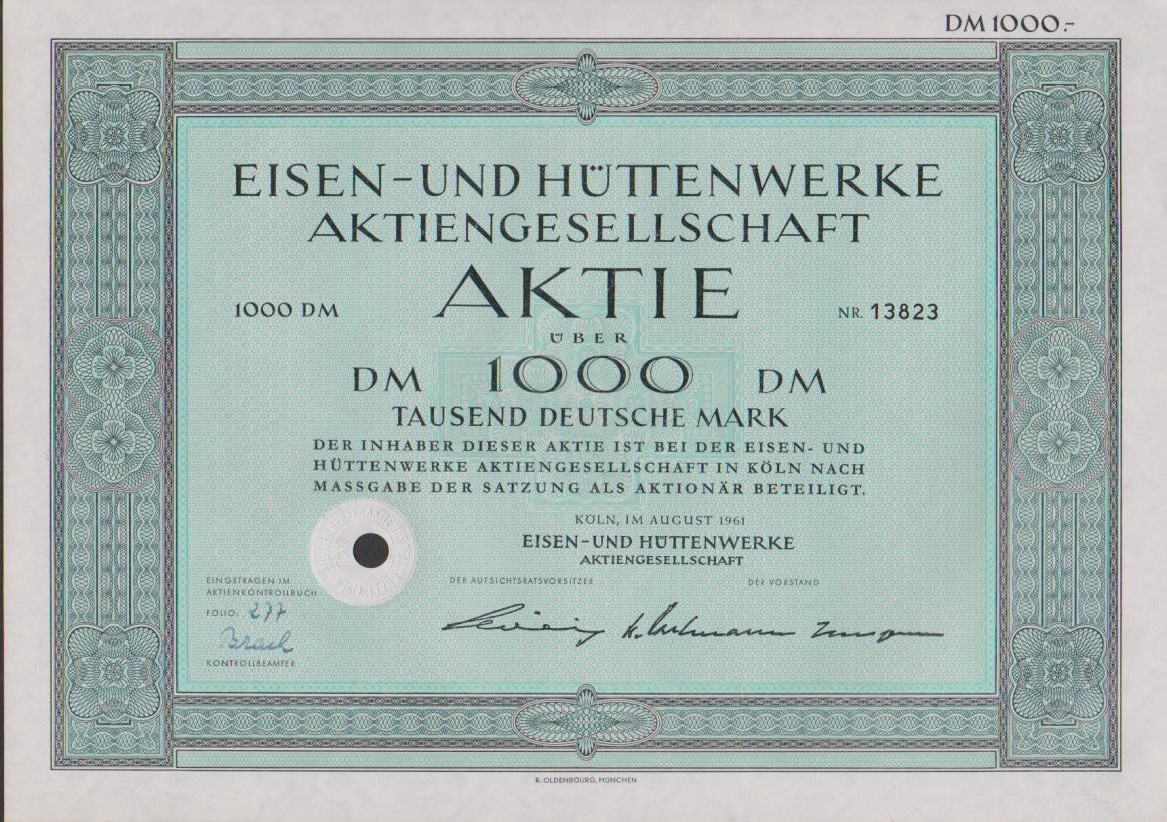 DM 1000.-
EISEN-UND HÜTTENWERKE
AKTIENGESELLSCHAFT
AKTIE
1000 DM
NR. 13823
ÜBER
DM 1000 DM
TAUSEND DEUTSCHE MARK
DER INHABER DIESER AKTIE IST BEI DER EISEN- UND
HÜTTENWERKE AKTIENGESELLSCHAFT IN KÖLN NACH
MASSGABE DER SATZUNG ALS AKTIONÄR BETEILIGT.
KÖLN, IM AUGUST 1961
EISEN-UND HÜTTENWERKE
AKTIENGESELLSCHAFT
DER AUFSICHTSRATSVORSITZER
DER VORSTAND
EINGETRAGEN IM
AKTIENKONTROLLBUCH
FOLIO: 277
KONTROLLBEAMTER
R. OLDENBOURG, MÜNCHEN